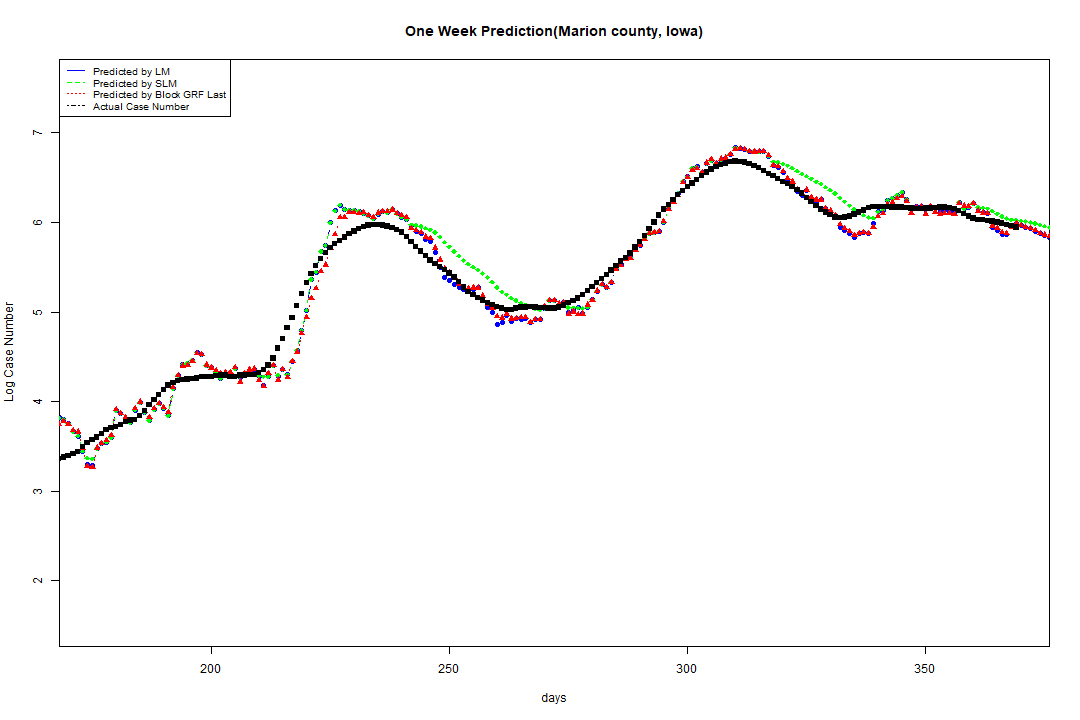 One Week Prediction(Marion county, Iowa)
Predicted by LM
Predicted by SLM
Predicted by Block GRF Last
Actual Case Number
7
6
5
4
3
2
Log Case Number
200 250 300 350
days